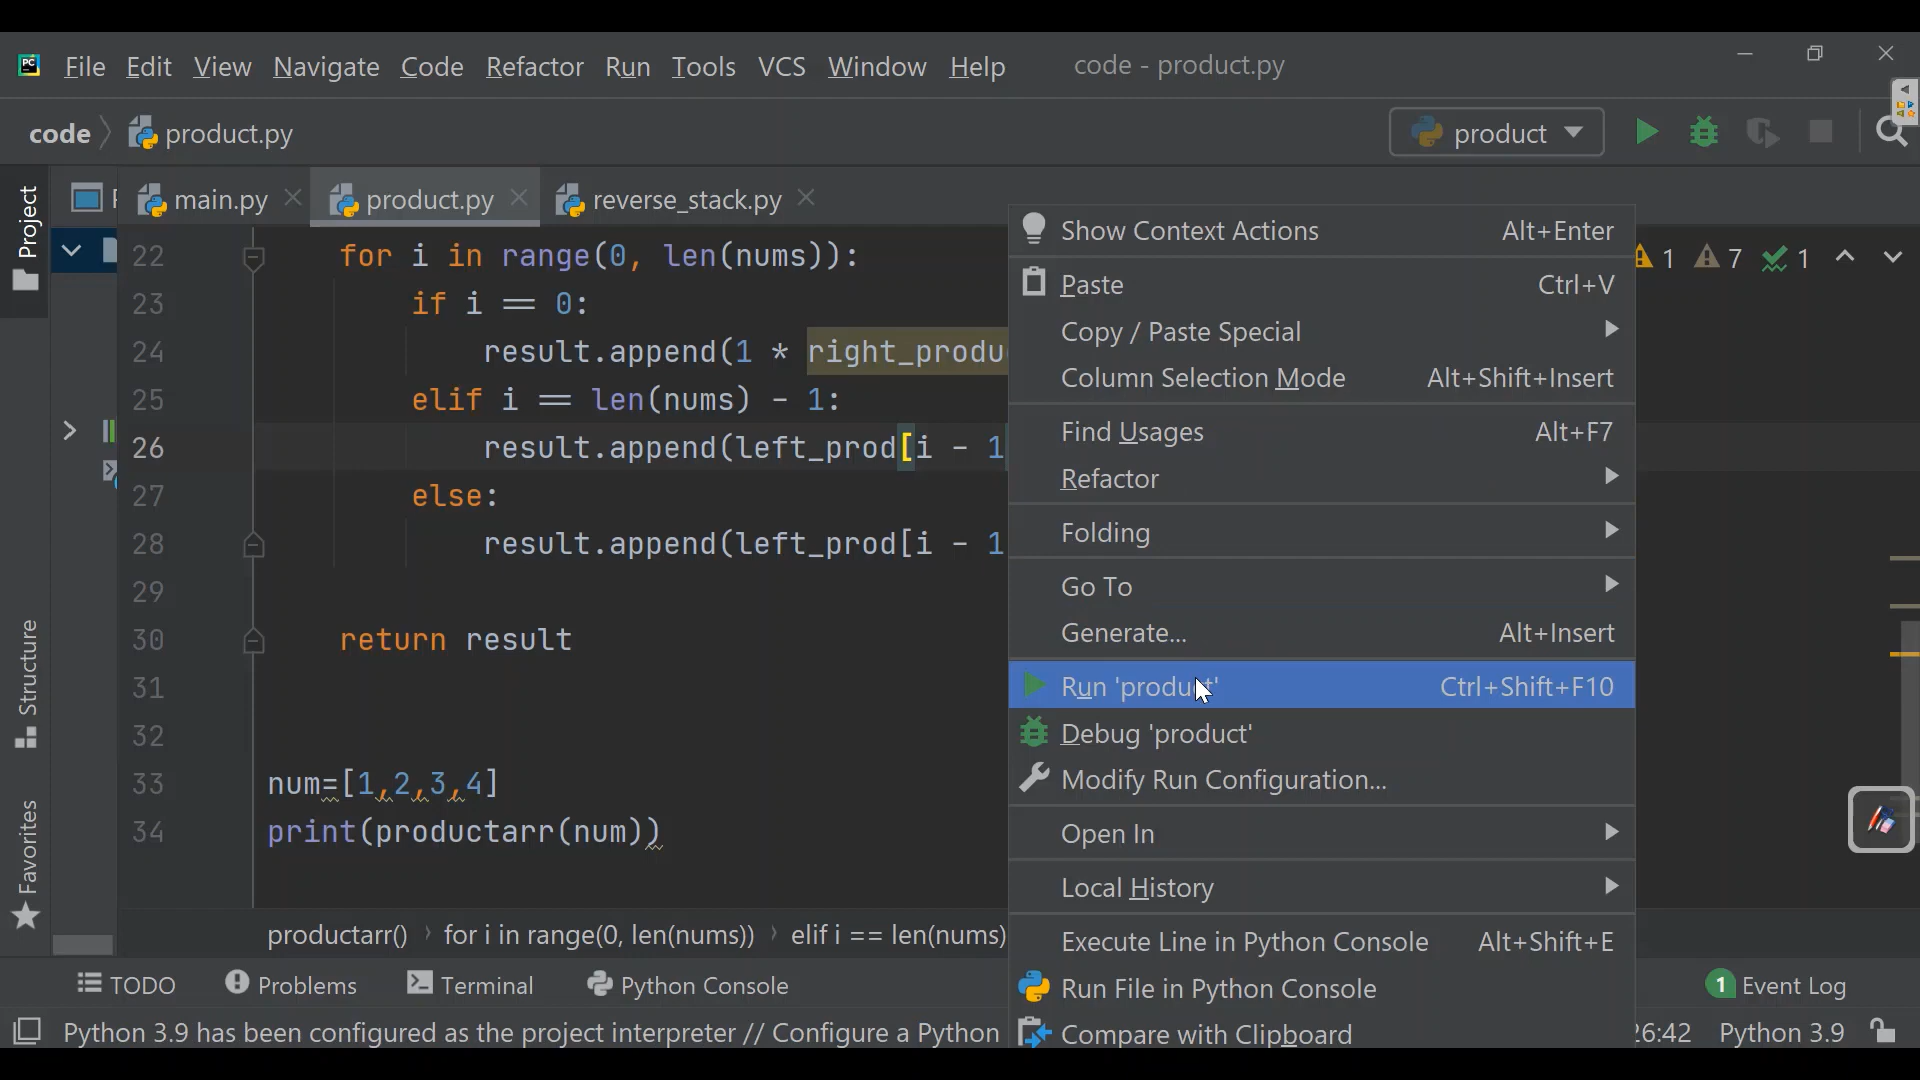 PC File Edit View Navigate Code Refactor Run Tools VCS Window Help code - product.py
code product.py product
main.py product.py reverse_stack.py
Project
Structure
Favorites
22 for i in range(0, len(nums)):
23 if i == 0:
24 result.append(1 * right_produ
25 elif i == len(nums) - 1:
26 result.append(left_prod[i - 1
27 else:
28 result.append(left_prod[i - 1
29
30 return result
31
32
33 num=[1,2,3,4]
34 print(productarr(num))
1 7 1
Show Context Actions Alt+Enter
Paste Ctrl+V
Copy / Paste Special
Column Selection Mode Alt+Shift+Insert
Find Usages Alt+F7
Refactor
Folding
Go To
Generate... Alt+Insert
Run 'product' Ctrl+Shift+F10
Debug 'product'
Modify Run Configuration...
Open In
Local History
Execute Line in Python Console Alt+Shift+E
Run File in Python Console
Compare with Clipboard
productarr() › for i in range(0, len(nums)) › elif i == len(nums)
TODO Problems Terminal Python Console 1 Event Log
Python 3.9 has been configured as the project interpreter // Configure a Python 26:42 Python 3.9